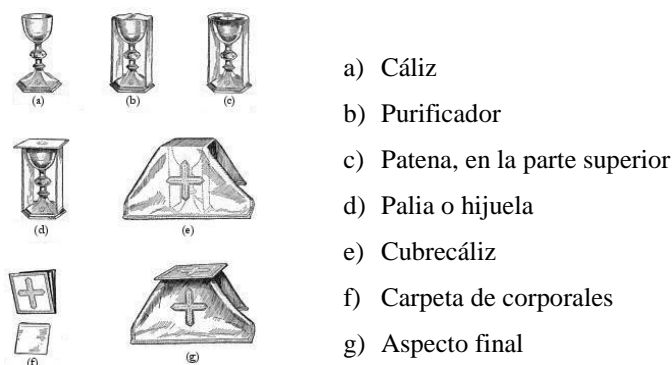 (a)
(b)
(c)
(d)
(e)
(f)
(g)
a) Cáliz
b) Purificador
c) Patena, en la parte superior
d) Palia o hijuela
e) Cubrecáliz
f) Carpeta de corporales
g) Aspecto final